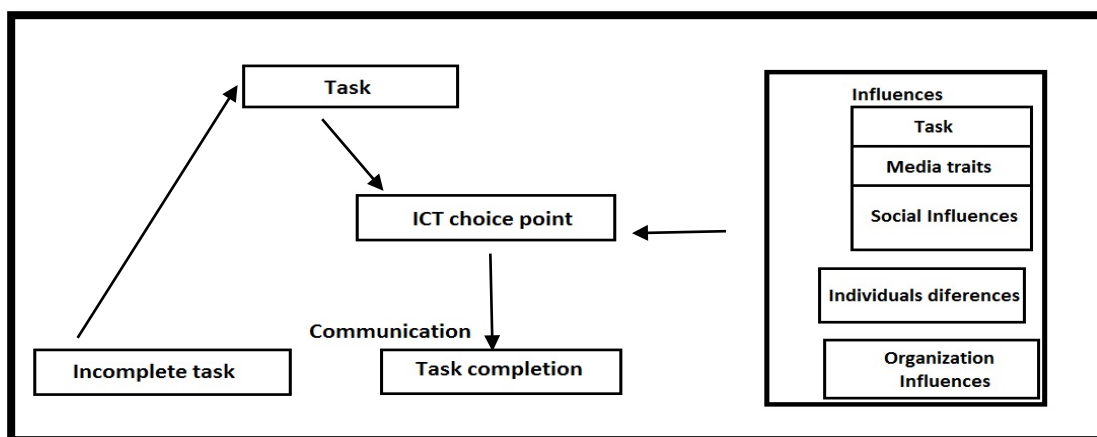 Task
Influences
Task
Media traits
Social Influences
ICT choice point
Individuals diferences
Communication
Incomplete task
Task completion
Organization
Influences